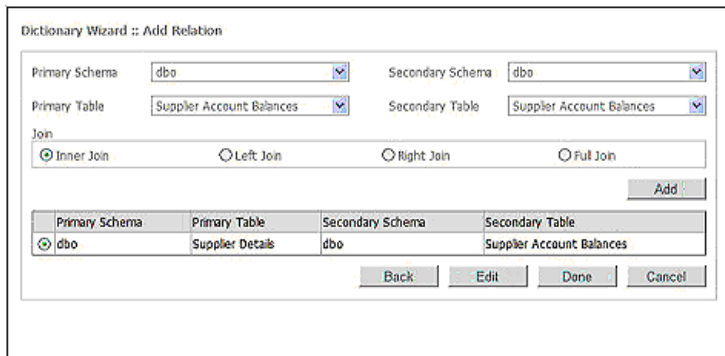 Dictionary Wizard :: Add Relation
Primary Schema dbo Secondary Schema dbo
Primary Table Supplier Account Balances Secondary Table Supplier Account Balances
Join
Inner Join Left Join Right Join Full Join
Add
Primary Schema Primary Table Secondary Schema Secondary Table
dbo Supplier Details dbo Supplier Account Balances
Back Edit Done Cancel